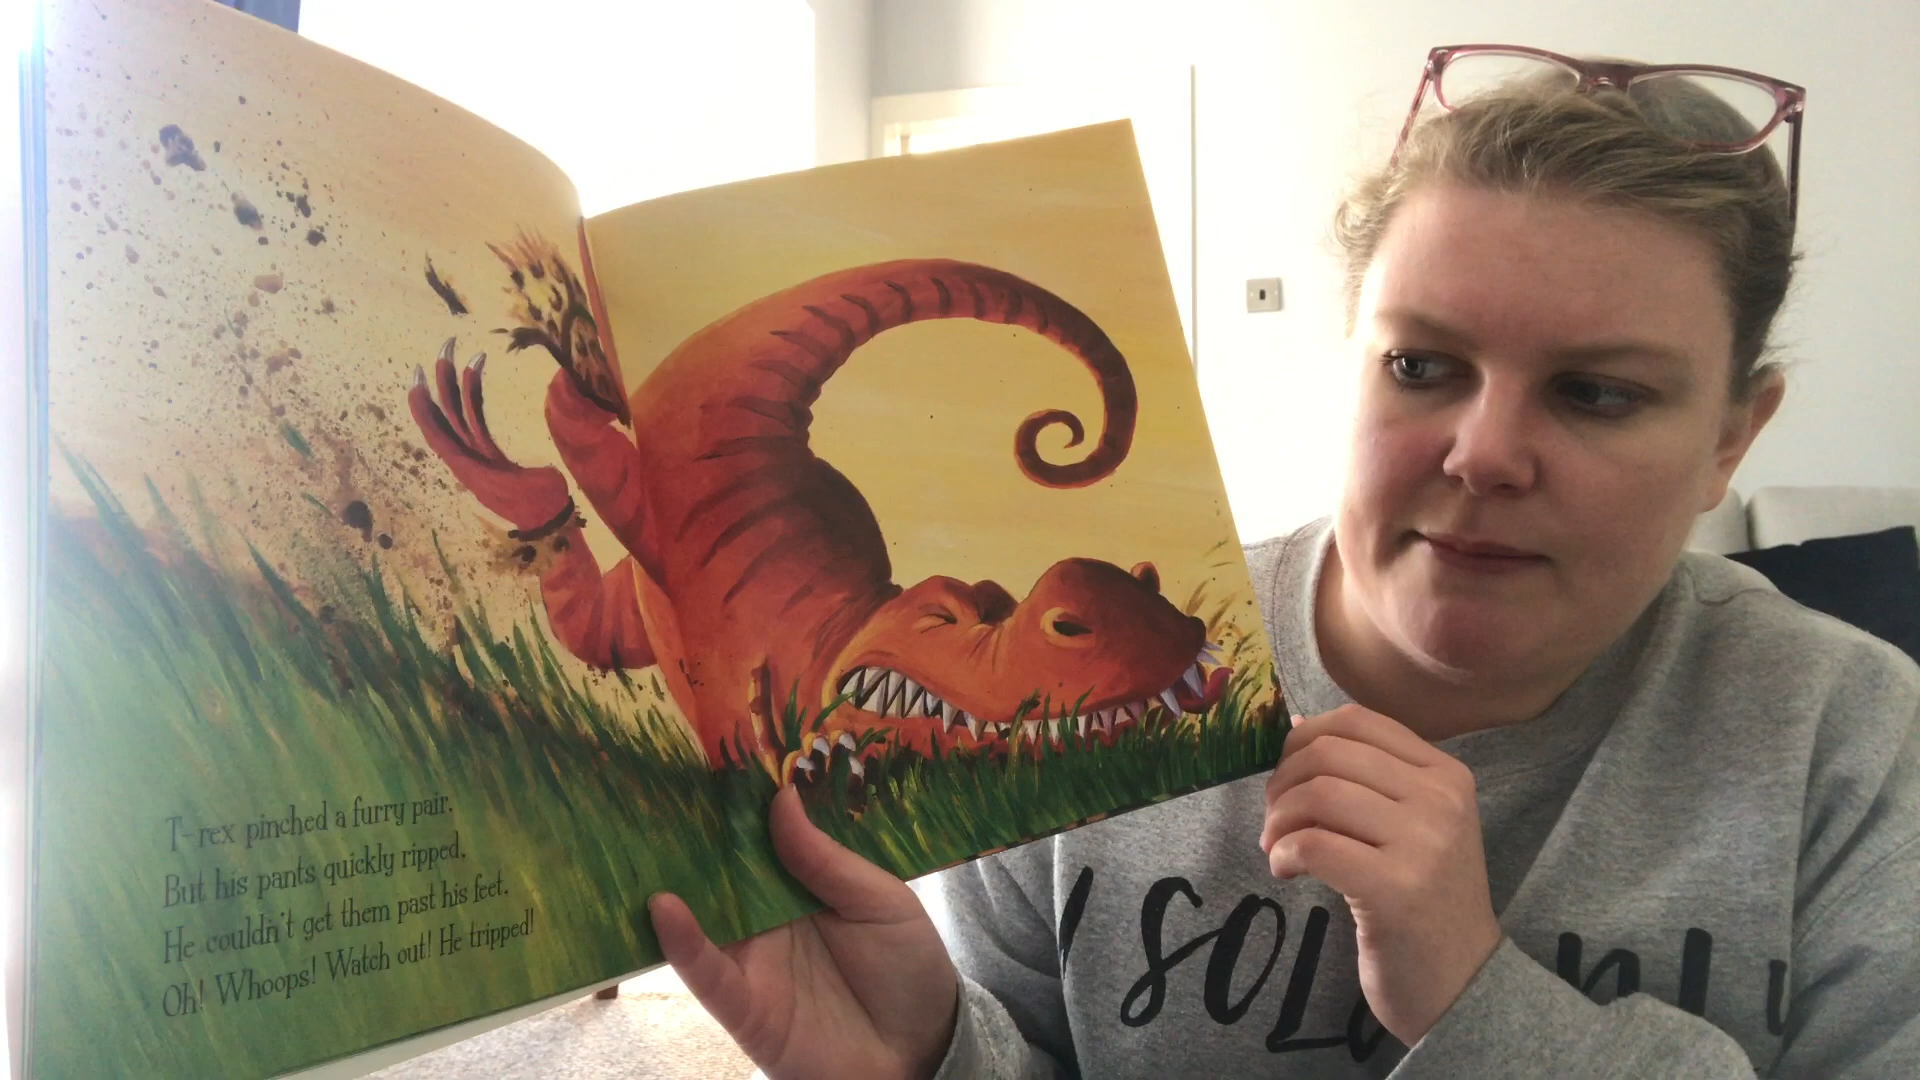 T-rex pinched a furry pair.
But his pants quickly ripped.
He couldn't get them past his feet.
Oh! Whoops! Watch out! He tripped!
I SOL